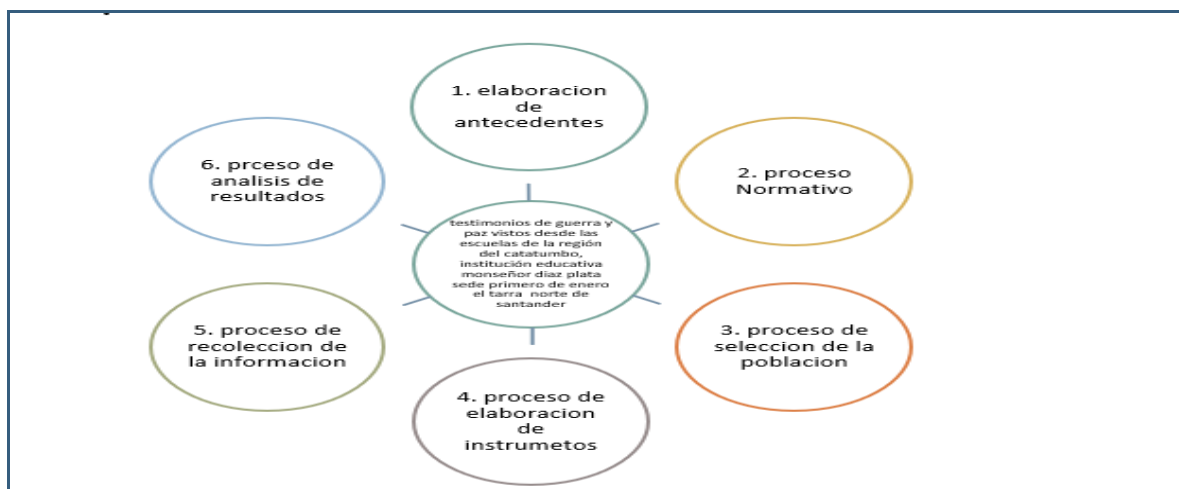 1. elaboracion
de
antecedentes
2. proceso
Normativo
3. proceso de
seleccion de la
poblacion
4. proceso de
elaboracion
de
instrumetos
5. proceso de
recoleccion de
la informacion
6. prceso de
analisis de
resultados
testimonios de guerra y
paz vistos desde las
escuelas de la región
del catatumbo,
institución educativa
monseñor diaz plata
sede primero de enero
el tarra norte de
santander